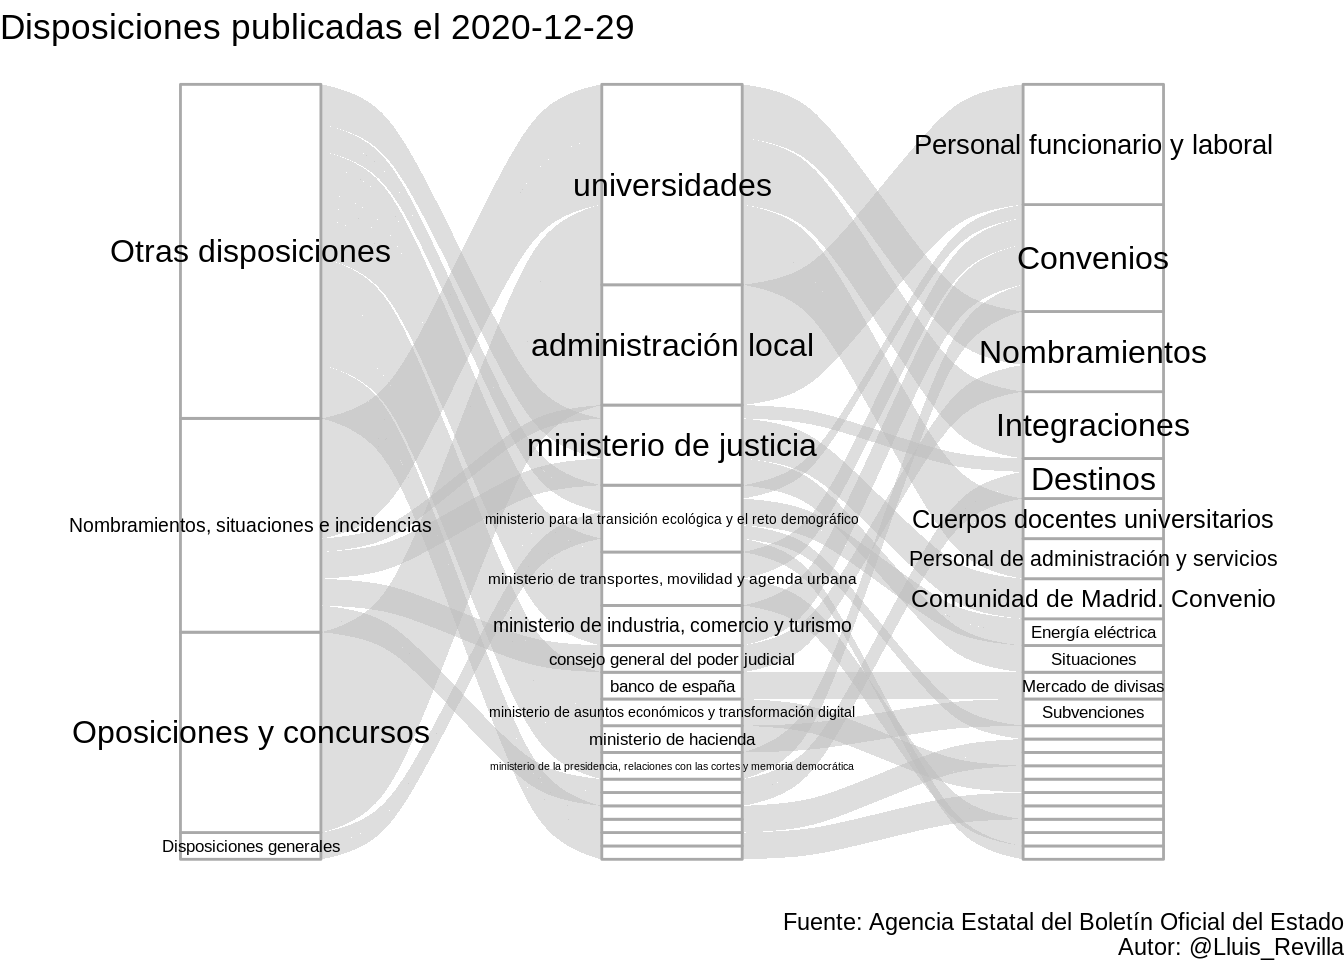 Disposiciones publicadas el 2020-12-29
Otras disposiciones
Nombramientos, situaciones e incidencias
Oposiciones y concursos
Disposiciones generales
universidades
administración local
ministerio de justicia
ministerio para la transición ecológica y el reto demográfico
ministerio de transportes, movilidad y agenda urbana
ministerio de industria, comercio y turismo
consejo general del poder judicial
banco de españa
ministerio de asuntos económicos y transformación digital
ministerio de hacienda
ministerio de la presidencia, relaciones con las cortes y memoria democrática
Personal funcionario y laboral
Convenios
Nombramientos
Integraciones
Destinos
Cuerpos docentes universitarios
Personal de administración y servicios
Comunidad de Madrid. Convenio
Energía eléctrica
Situaciones
Mercado de divisas
Subvenciones
Fuente: Agencia Estatal del Boletín Oficial del Estado
Autor: @Lluis_Revilla